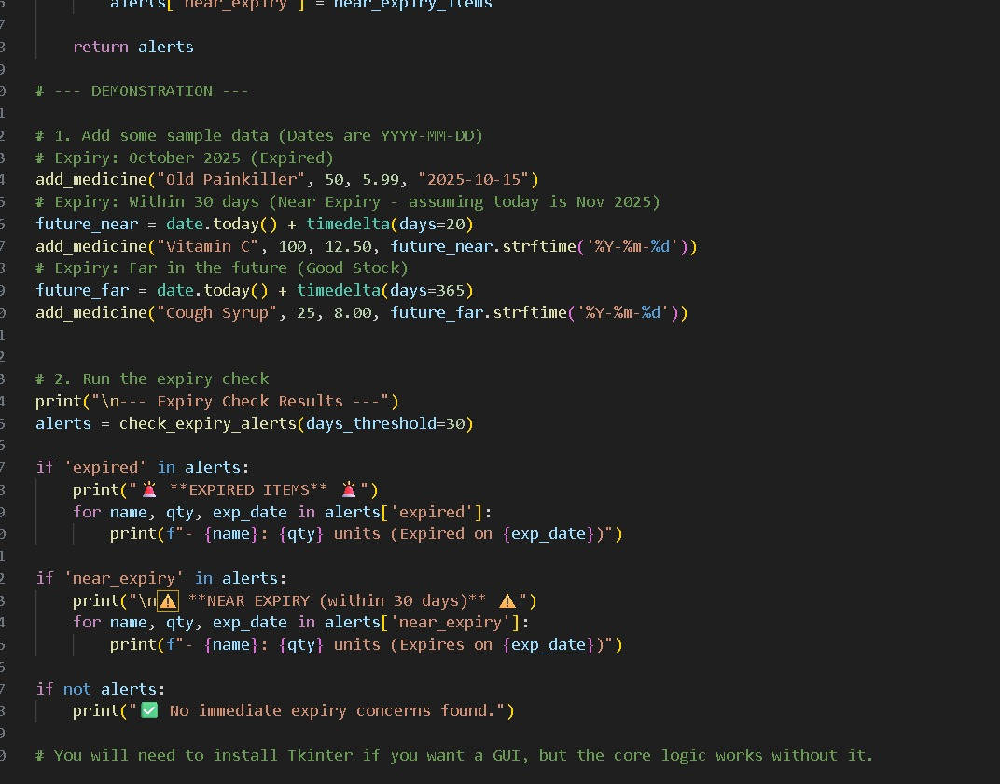 alerts['near_expiry'] = near_expiry_items
return alerts
# --- DEMONSTRATION ---
# 1. Add some sample data (Dates are YYYY-MM-DD)
# Expiry: October 2025 (Expired)
add_medicine("Old Painkiller", 50, 5.99, "2025-10-15")
# Expiry: Within 30 days (Near Expiry - assuming today is Nov 2025)
future_near = date.today() + timedelta(days=20)
add_medicine("Vitamin C", 100, 12.50, future_near.strftime('%Y-%m-%d'))
# Expiry: Far in the future (Good Stock)
future_far = date.today() + timedelta(days=365)
add_medicine("Cough Syrup", 25, 8.00, future_far.strftime('%Y-%m-%d'))
# 2. Run the expiry check
print("\n--- Expiry Check Results ---")
alerts = check_expiry_alerts(days_threshold=30)
if 'expired' in alerts:
print("🚨 **EXPIRED ITEMS** 🚨")
for name, qty, exp_date in alerts['expired']:
print(f"- {name}: {qty} units (Expired on {exp_date})")
if 'near_expiry' in alerts:
print("\n⚠️ **NEAR EXPIRY (within 30 days)** ⚠️")
for name, qty, exp_date in alerts['near_expiry']:
print(f"- {name}: {qty} units (Expires on {exp_date})")
if not alerts:
print("✅ No immediate expiry concerns found.")
# You will need to install Tkinter if you want a GUI, but the core logic works without it.